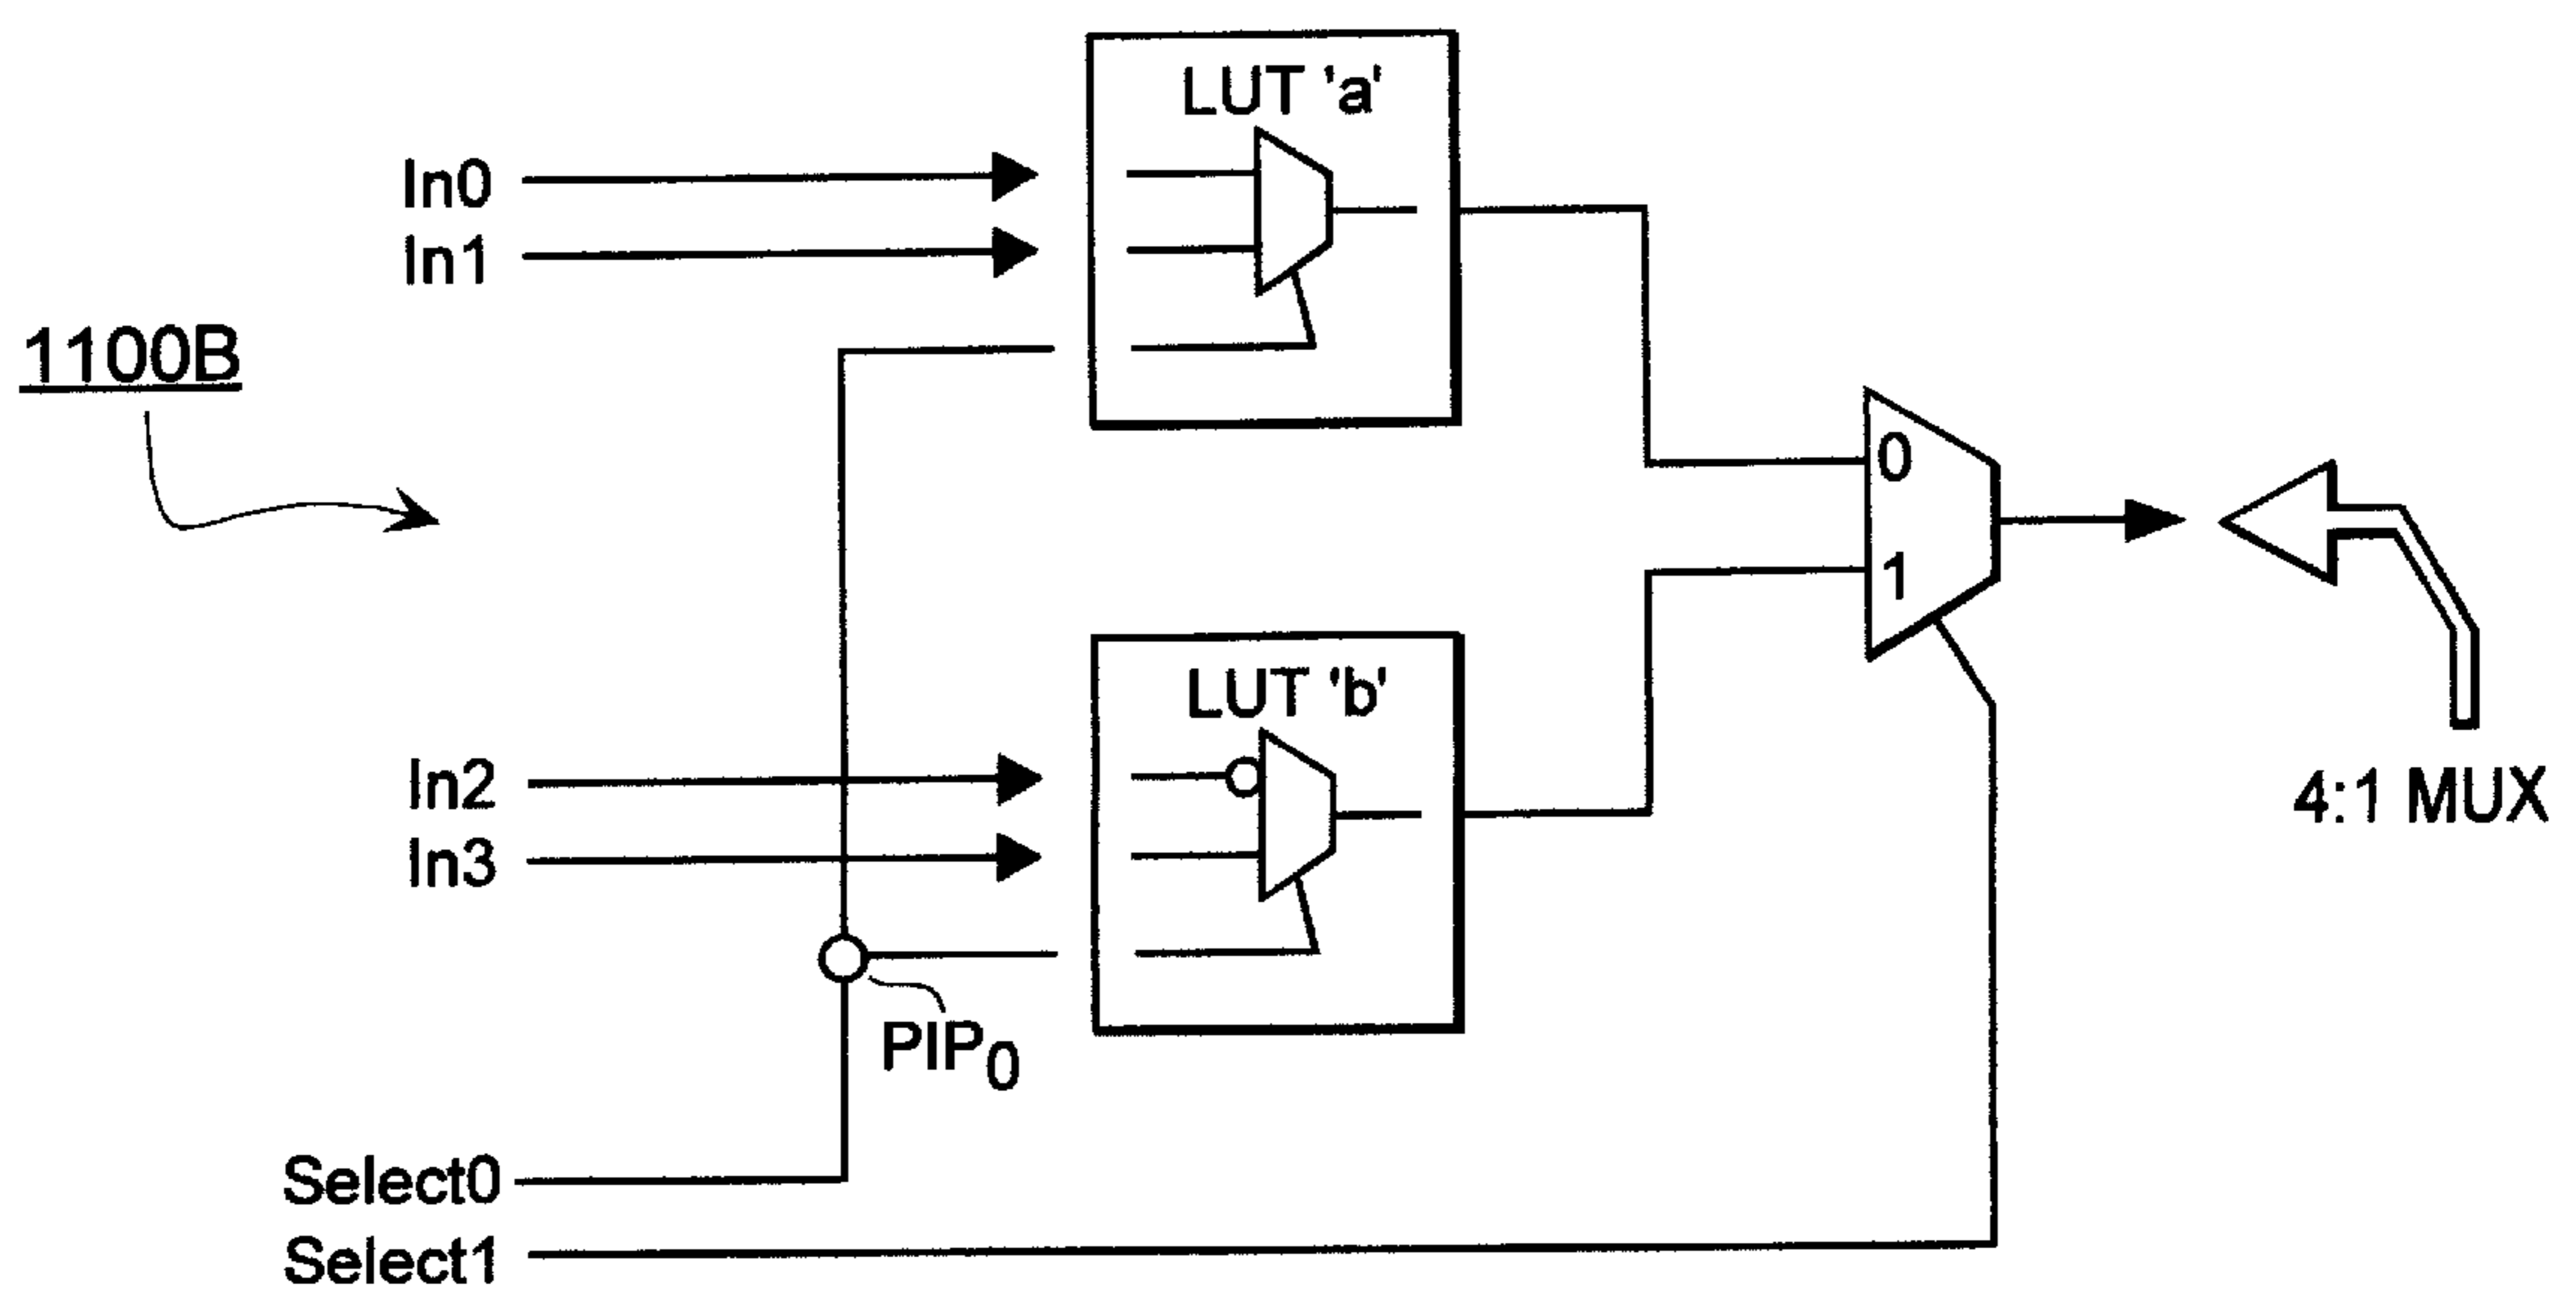 LUT 'a'
In0
In1
1100B
0
1
LUT 'b'
In2
In3
4:1 MUX
PIP0
Select0
Select1